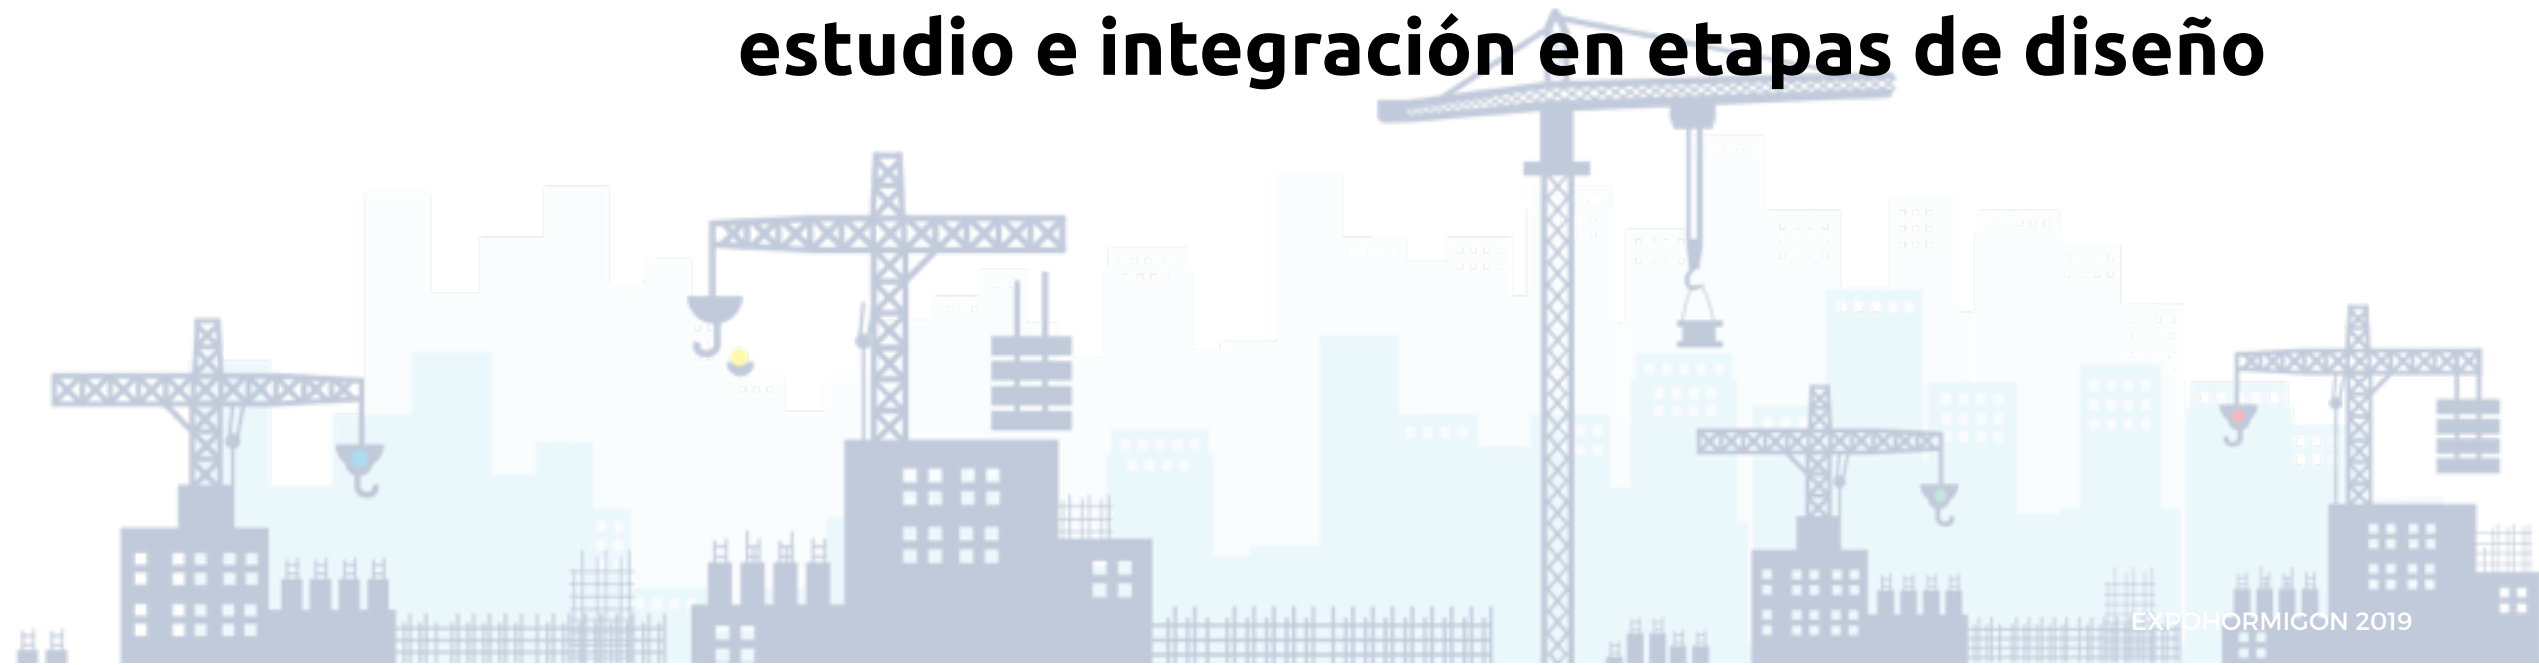 estudio e integración en etapas de diseño
EXPOHORMIGON 2019